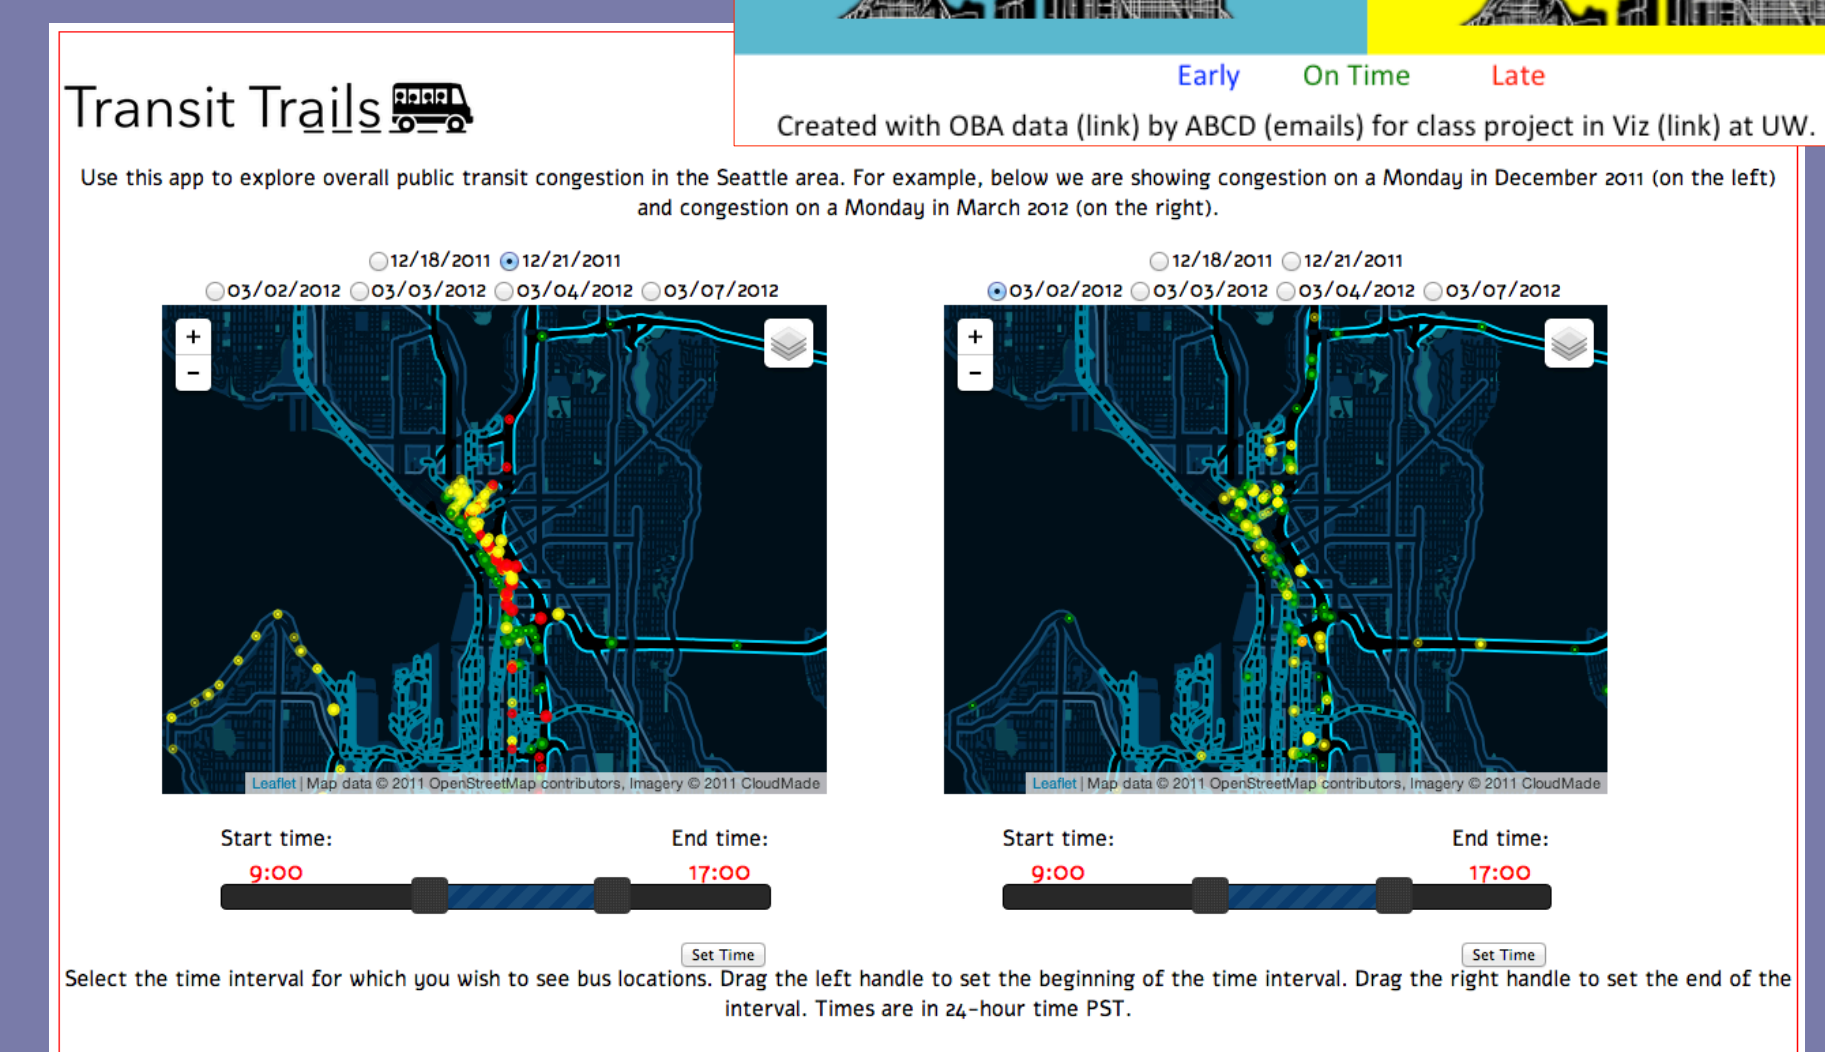 Early On Time Late
Created with OBA data (link) by ABCD (emails) for class project in Viz (link) at UW.
Transit Trails
Use this app to explore overall public transit congestion in the Seattle area. For example, below we are showing congestion on a Monday in December 2011 (on the left)
and congestion on a Monday in March 2012 (on the right).
12/18/2011 12/21/2011
03/02/2012 03/03/2012 03/04/2012 03/07/2012
+
−
Leaflet | Map data © 2011 OpenStreetMap contributors, Imagery © 2011 CloudMade
Start time: End time:
9:00 17:00
Set Time
12/18/2011 12/21/2011
03/02/2012 03/03/2012 03/04/2012 03/07/2012
+
−
Leaflet | Map data © 2011 OpenStreetMap contributors, Imagery © 2011 CloudMade
Start time: End time:
9:00 17:00
Set Time
Select the time interval for which you wish to see bus locations. Drag the left handle to set the beginning of the time interval. Drag the right handle to set the end of the
interval. Times are in 24-hour time PST.